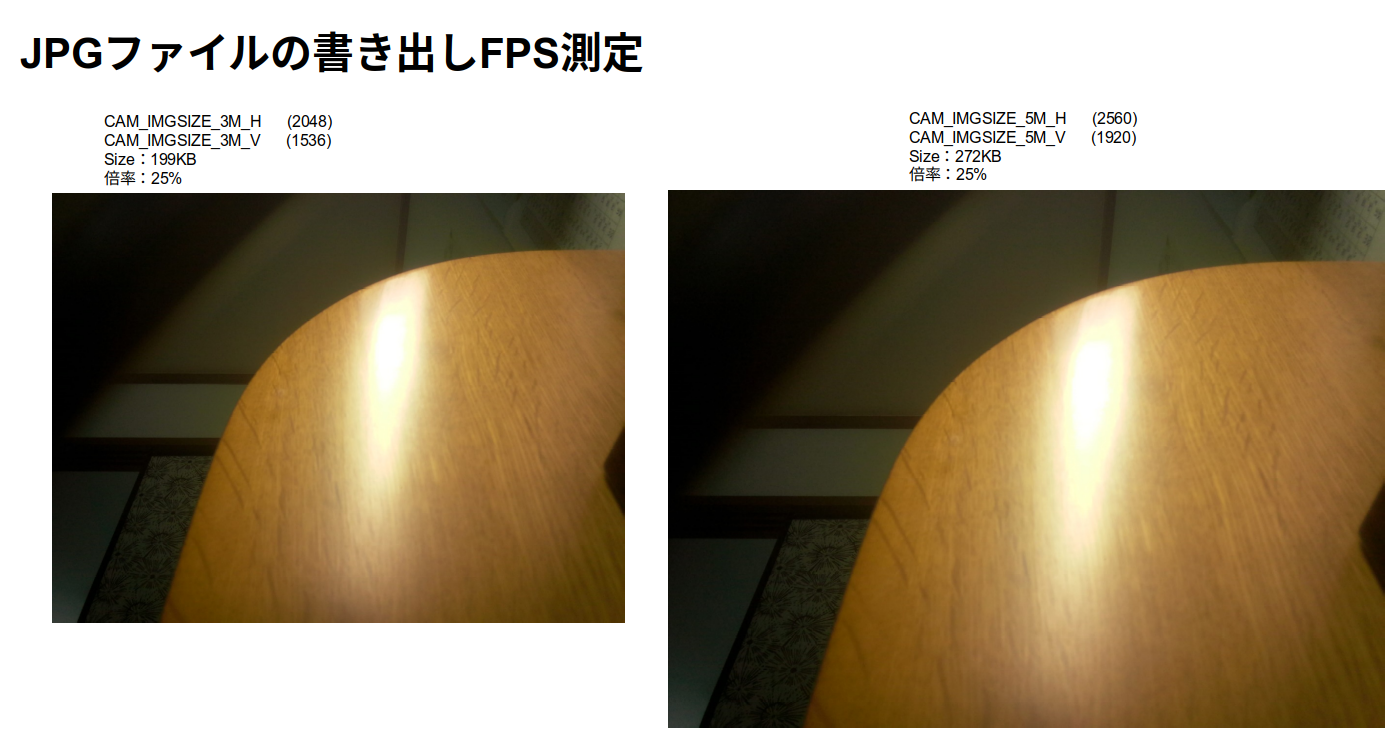 JPGファイルの書き出しFPS測定
CAM_IMGSIZE_3M_H (2048)
CAM_IMGSIZE_3M_V (1536)
Size：199KB
倍率：25%
CAM_IMGSIZE_5M_H (2560)
CAM_IMGSIZE_5M_V (1920)
Size：272KB
倍率：25%